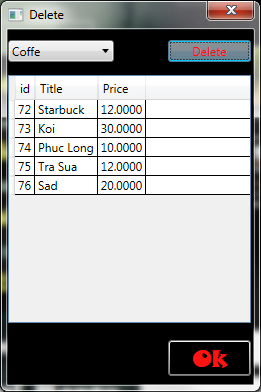 Delete
Coffe Delete
id Title Price
72 Starbuck 12.0000
73 Koi 30.0000
74 Phuc Long 10.0000
75 Tra Sua 12.0000
76 Sad 20.0000
Ok